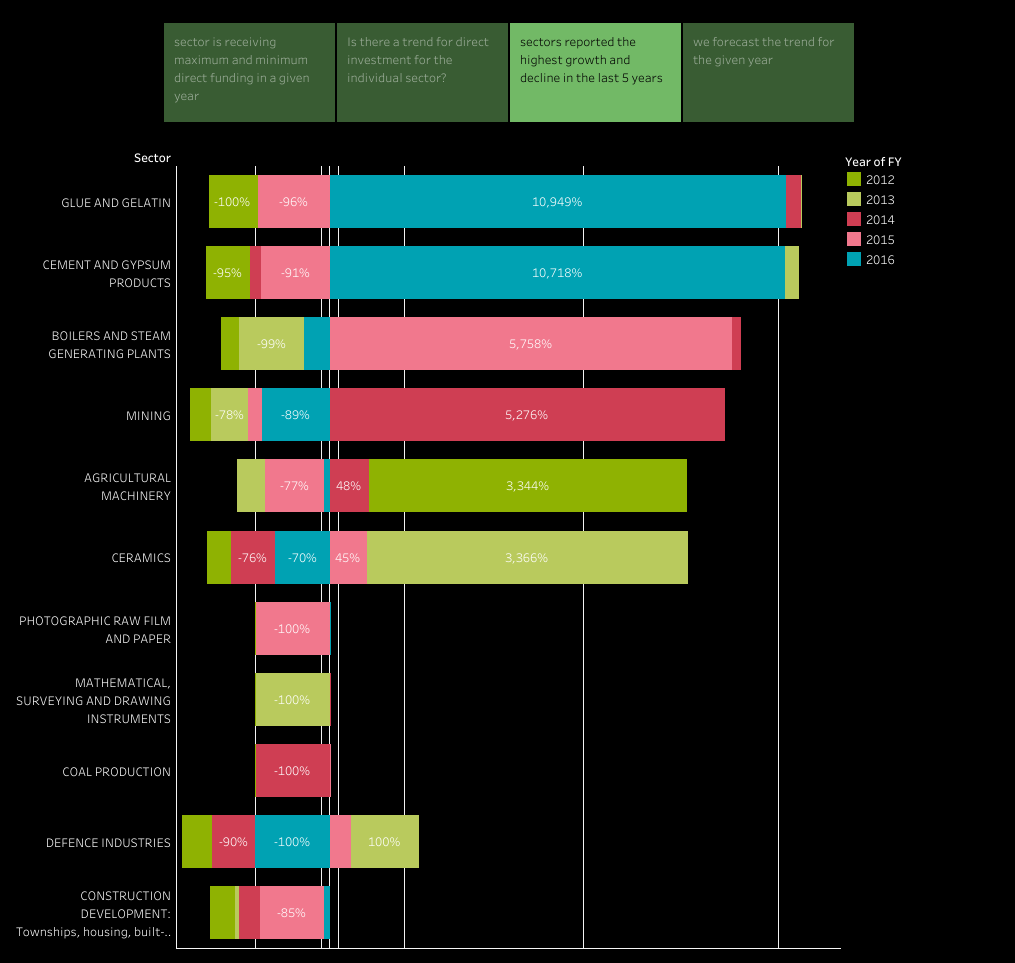 sector is receiving
maximum and minimum
direct funding in a given
year
Is there a trend for direct
investment for the
individual sector?
sectors reported the
highest growth and
decline in the last 5 years
we forecast the trend for
the given year
Sector
Year of FY
2012
2013
2014
2015
2016
GLUE AND GELATIN
-100%
-96%
10,949%
CEMENT AND GYPSUM
PRODUCTS
-95%
-91%
10,718%
BOILERS AND STEAM
GENERATING PLANTS
-99%
5,758%
MINING
-78%
-89%
5,276%
AGRICULTURAL
MACHINERY
-77%
48%
3,344%
CERAMICS
-76%
-70%
45%
3,366%
PHOTOGRAPHIC RAW FILM
AND PAPER
-100%
MATHEMATICAL,
SURVEYING AND DRAWING
INSTRUMENTS
-100%
COAL PRODUCTION
-100%
DEFENCE INDUSTRIES
-90%
-100%
100%
CONSTRUCTION
DEVELOPMENT:
Townships, housing, built-..
-85%